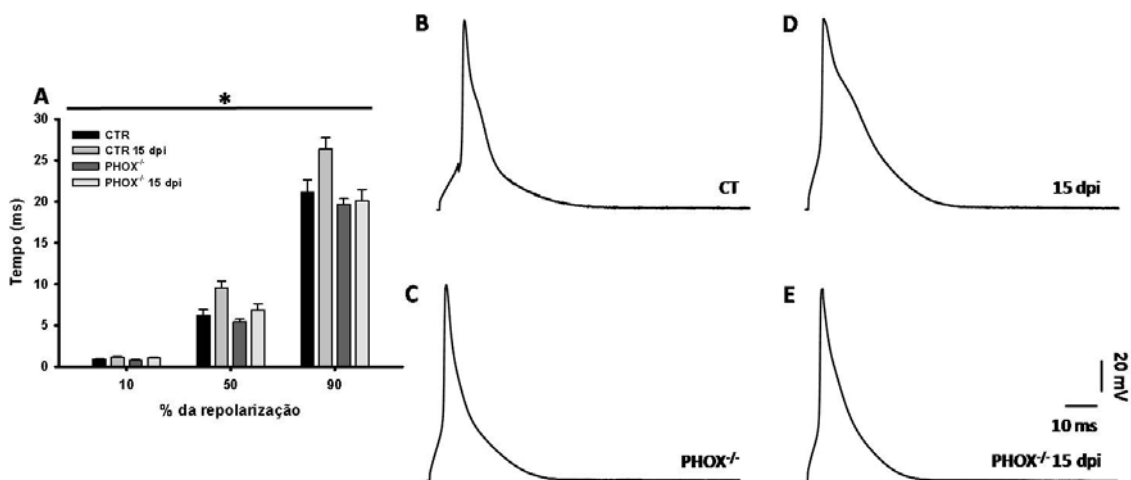 A
*
30
25
20
15
10
5
0
Tempo (ms)
CTR
CTR 15 dpi
PHOX-/-
PHOX-/- 15 dpi
10 50 90
% da repolarização
B
CT
D
15 dpi
C
PHOX-/-
E
20 mV
10 ms
PHOX-/- 15 dpi